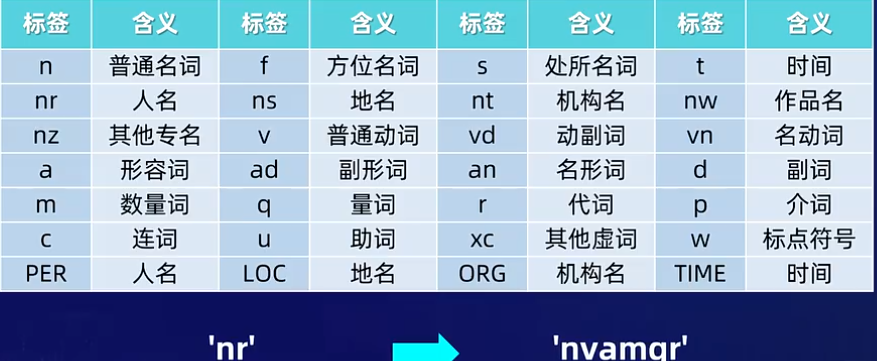 标签 含义 标签 含义 标签 含义 标签 含义
n 普通名词 f 方位名词 s 处所名词 t 时间
nr 人名 ns 地名 nt 机构名 nw 作品名
nz 其他专名 v 普通动词 vd 动副词 vn 名动词
a 形容词 ad 副形词 an 名形词 d 副词
m 数量词 q 量词 r 代词 p 介词
c 连词 u 助词 xc 其他虚词 w 标点符号
PER 人名 LOC 地名 ORG 机构名 TIME 时间
'nr' 'nvamqr'